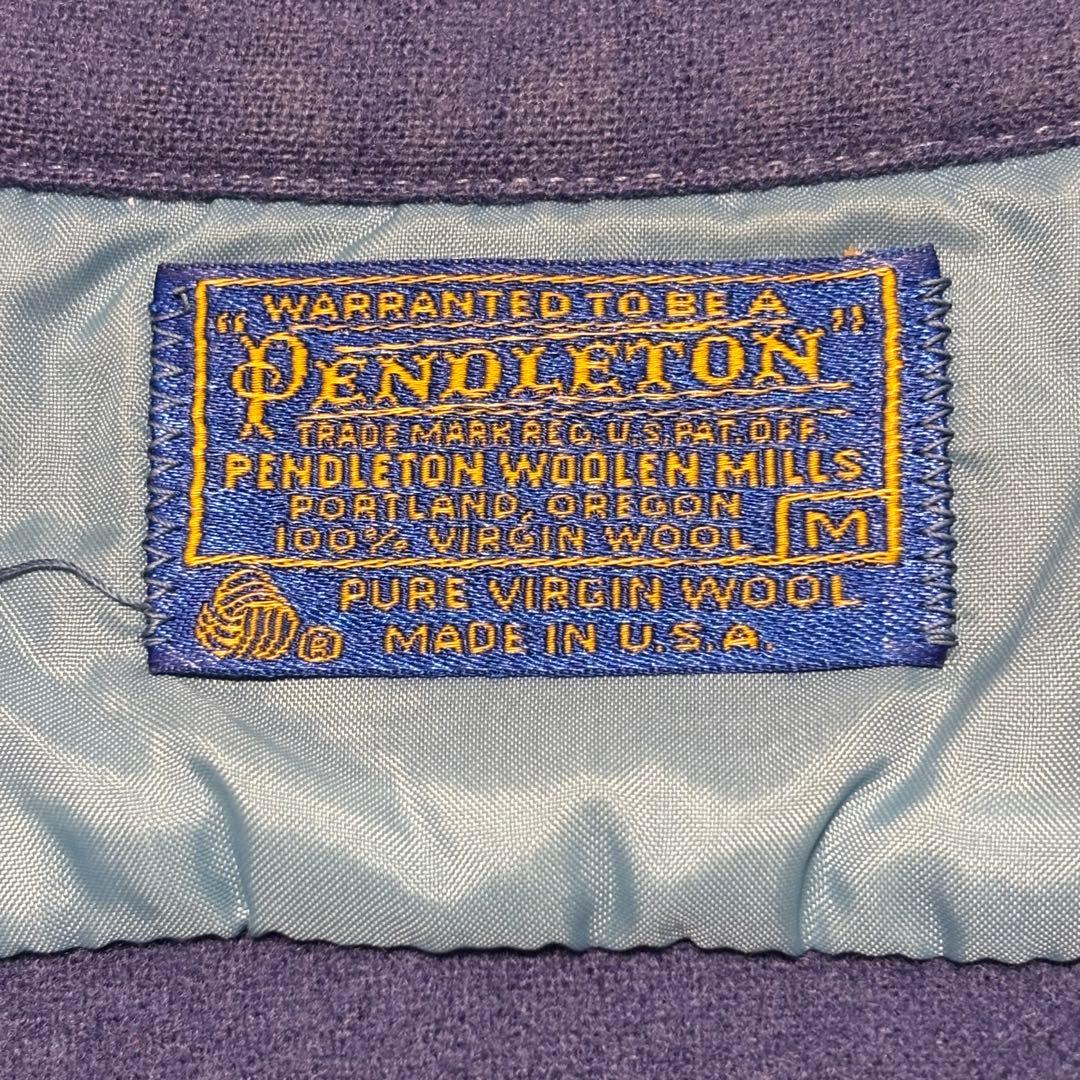 WARRANTED TO BE A
"PENDLETON"
TRADE MARK REG. U.S. PAT. OFF.
PENDLETON WOOLEN MILLS
PORTLAND, OREGON
100% VIRGIN WOOL
M
PURE VIRGIN WOOL
® MADE IN U.S.A.